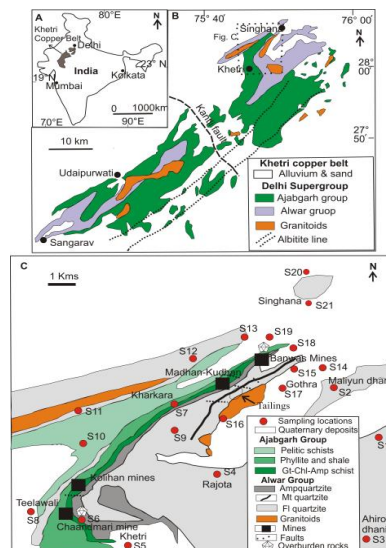 A
80°E
N
Khetri
Copper Belt
Delhi
India
23°N
19°N
Kolkata
Mumbai
0 1000km
70°E
90°E
B
75° 40'
76° 00'
N
Singhana
Fig. C
Khetri
28°
00'
27°
50'
Kantli fault
10 km
Udaipurwati
Sangarav
Khetri copper belt
Alluvium & sand
Delhi Supergroup
Ajabgarh group
Alwar gruop
Granitoids
Albitite line
C
1 Kms
N
S20
Singhana
S21
S13
S19
S12
S18
Banwas Mines
Madhan-Kudhan
S15
S14
Maliyun dhani
Gothra
S2
S17
Kharkara
S7
S11
Tailings
S16
S9
S10
Kolihan mines
S4
Rajota
Teelawali
S8
S6
Chaandmari mine
Khetri
S5
Ahiro
dhani
S3
Sampling locations
Quaternary deposits
Ajabgarh Group
Pelitic schists
Phyllite and shale
Gt-Chl-Amp schist
Alwar Group
Ampquartzite
Mt quartzite
Fl quartzite
Granitoids
Mines
Faults
Overburden rocks